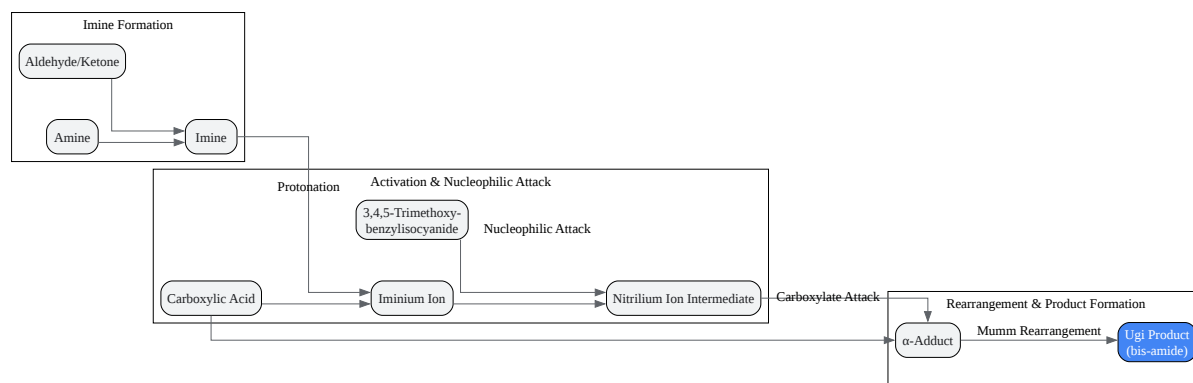 Imine Formation
Aldehyde/Ketone
Amine
Imine
Protonation
Activation & Nucleophilic Attack
3,4,5-Trimethoxy-
benzylisocyanide
Nucleophilic Attack
Carboxylic Acid
Iminium Ion
Nitrilium Ion Intermediate
Carboxylate Attack
Rearrangement & Product Formation
α-Adduct
Mumm Rearrangement
Ugi Product
(bis-amide)